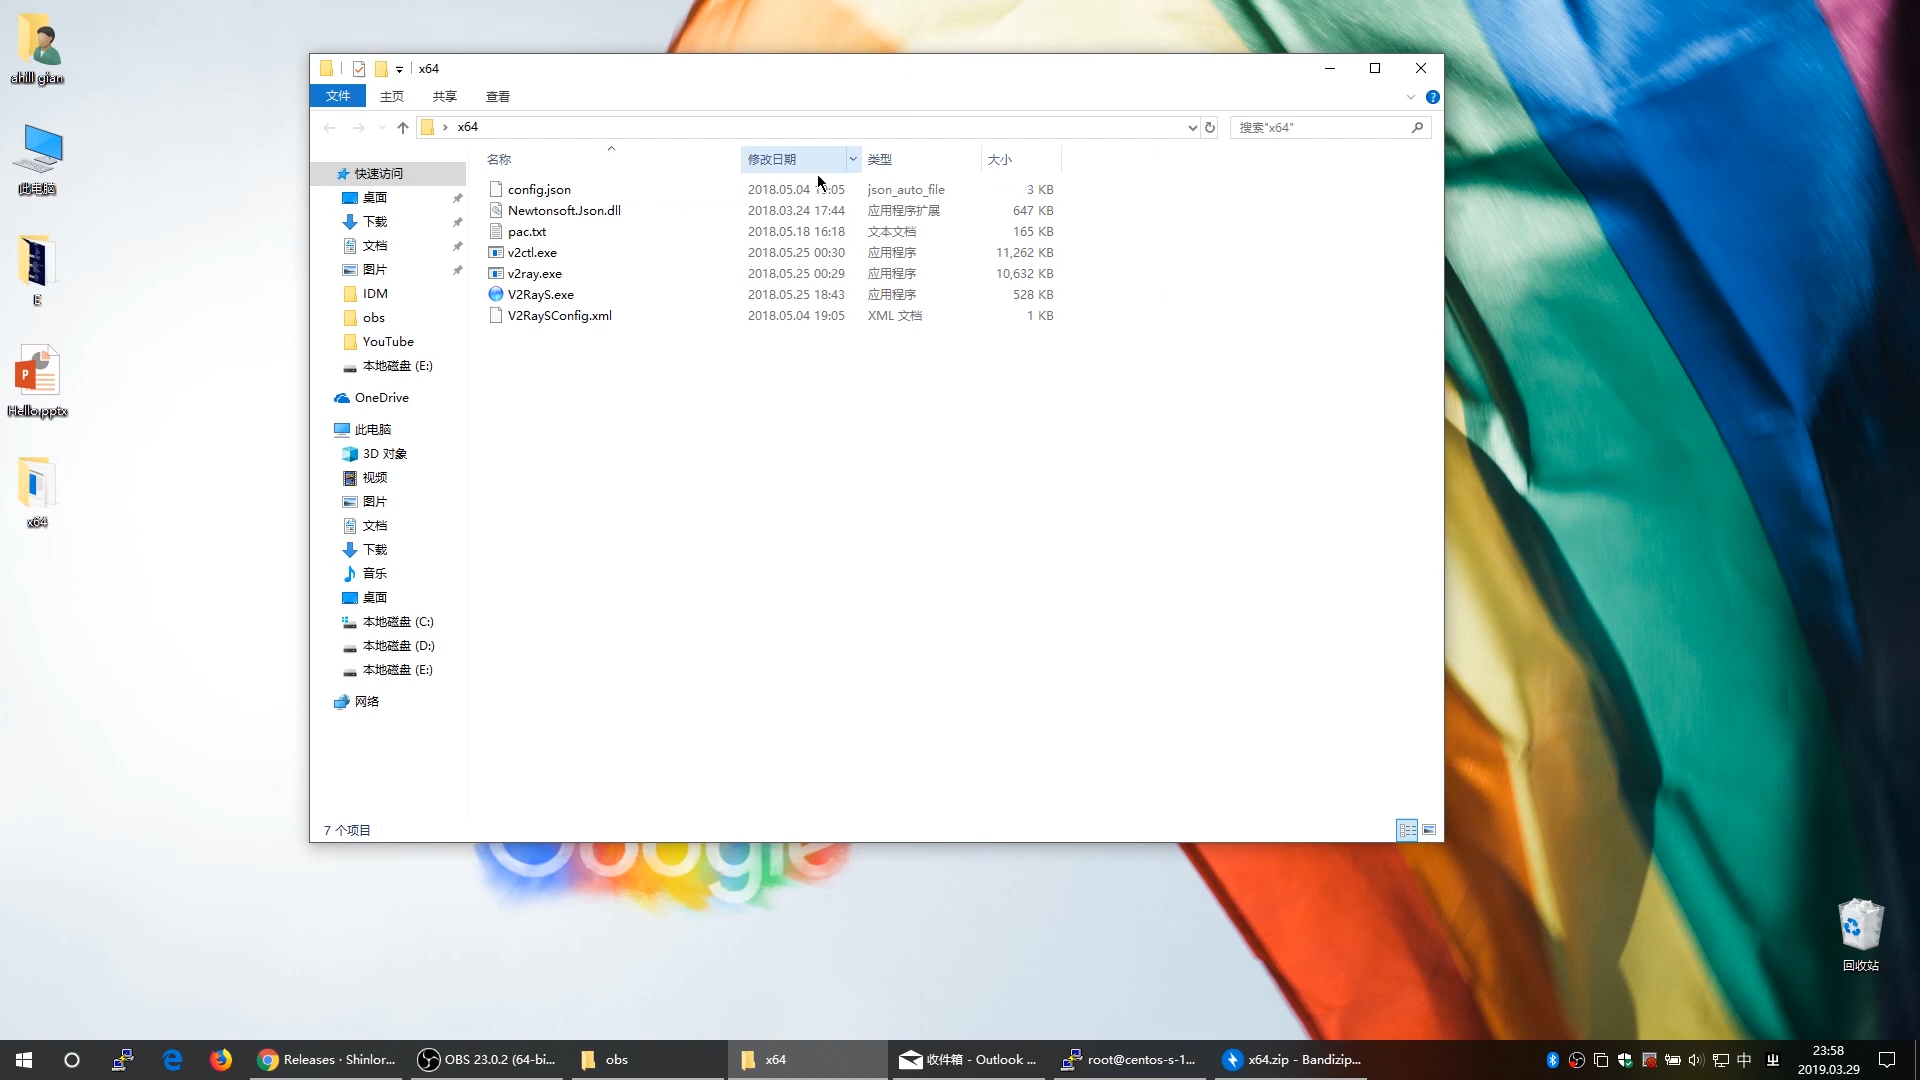 ahill gian
此电脑
E
Hello.pptx
x64
x64
文件 主页 共享 查看
x64
搜索"x64"
名称 修改日期 类型 大小
config.json 2018.05.04 :05 json_auto_file 3 KB
Newtonsoft.Json.dll 2018.03.24 17:44 应用程序扩展 647 KB
pac.txt 2018.05.18 16:18 文本文档 165 KB
v2ctl.exe 2018.05.25 00:30 应用程序 11,262 KB
v2ray.exe 2018.05.25 00:29 应用程序 10,632 KB
V2RayS.exe 2018.05.25 18:43 应用程序 528 KB
V2RaySConfig.xml 2018.05.04 19:05 XML 文档 1 KB
快速访问
桌面
下载
文档
图片
IDM
obs
YouTube
本地磁盘 (E:)
OneDrive
此电脑
3D 对象
视频
图片
文档
下载
音乐
桌面
本地磁盘 (C:)
本地磁盘 (D:)
本地磁盘 (E:)
网络
7 个项目
Google
回收站
Releases · Shinlor...
OBS 23.0.2 (64-bi...
obs
x64
收件箱 - Outlook ...
root@centos-s-1...
x64.zip - Bandizip...
中
23:58
2019.03.29